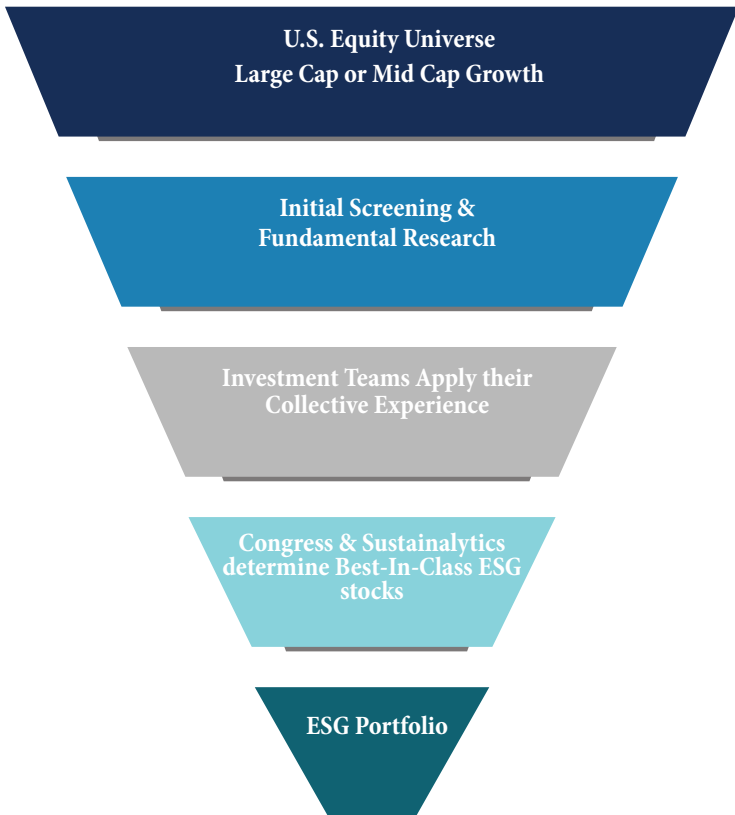 U.S. Equity Universe
Large Cap or Mid Cap Growth
Initial Screening &
Fundamental Research
Investment Teams Apply their
Collective Experience
Congress & Sustainalytics
determine Best-In-Class ESG
stocks
ESG Portfolio